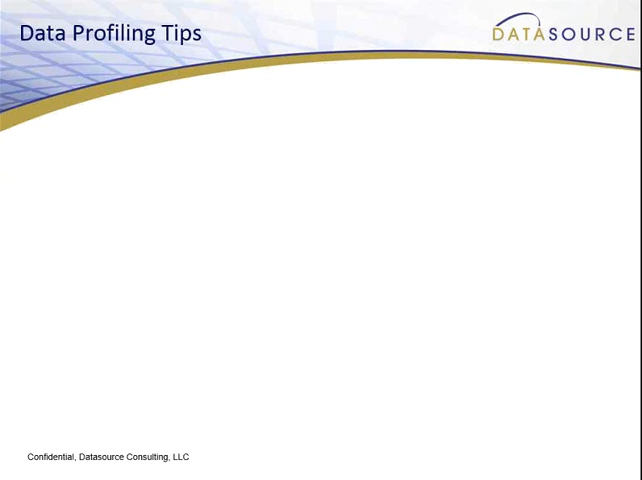 Data Profiling Tips
DATASOURCE
Confidential, Datasource Consulting, LLC